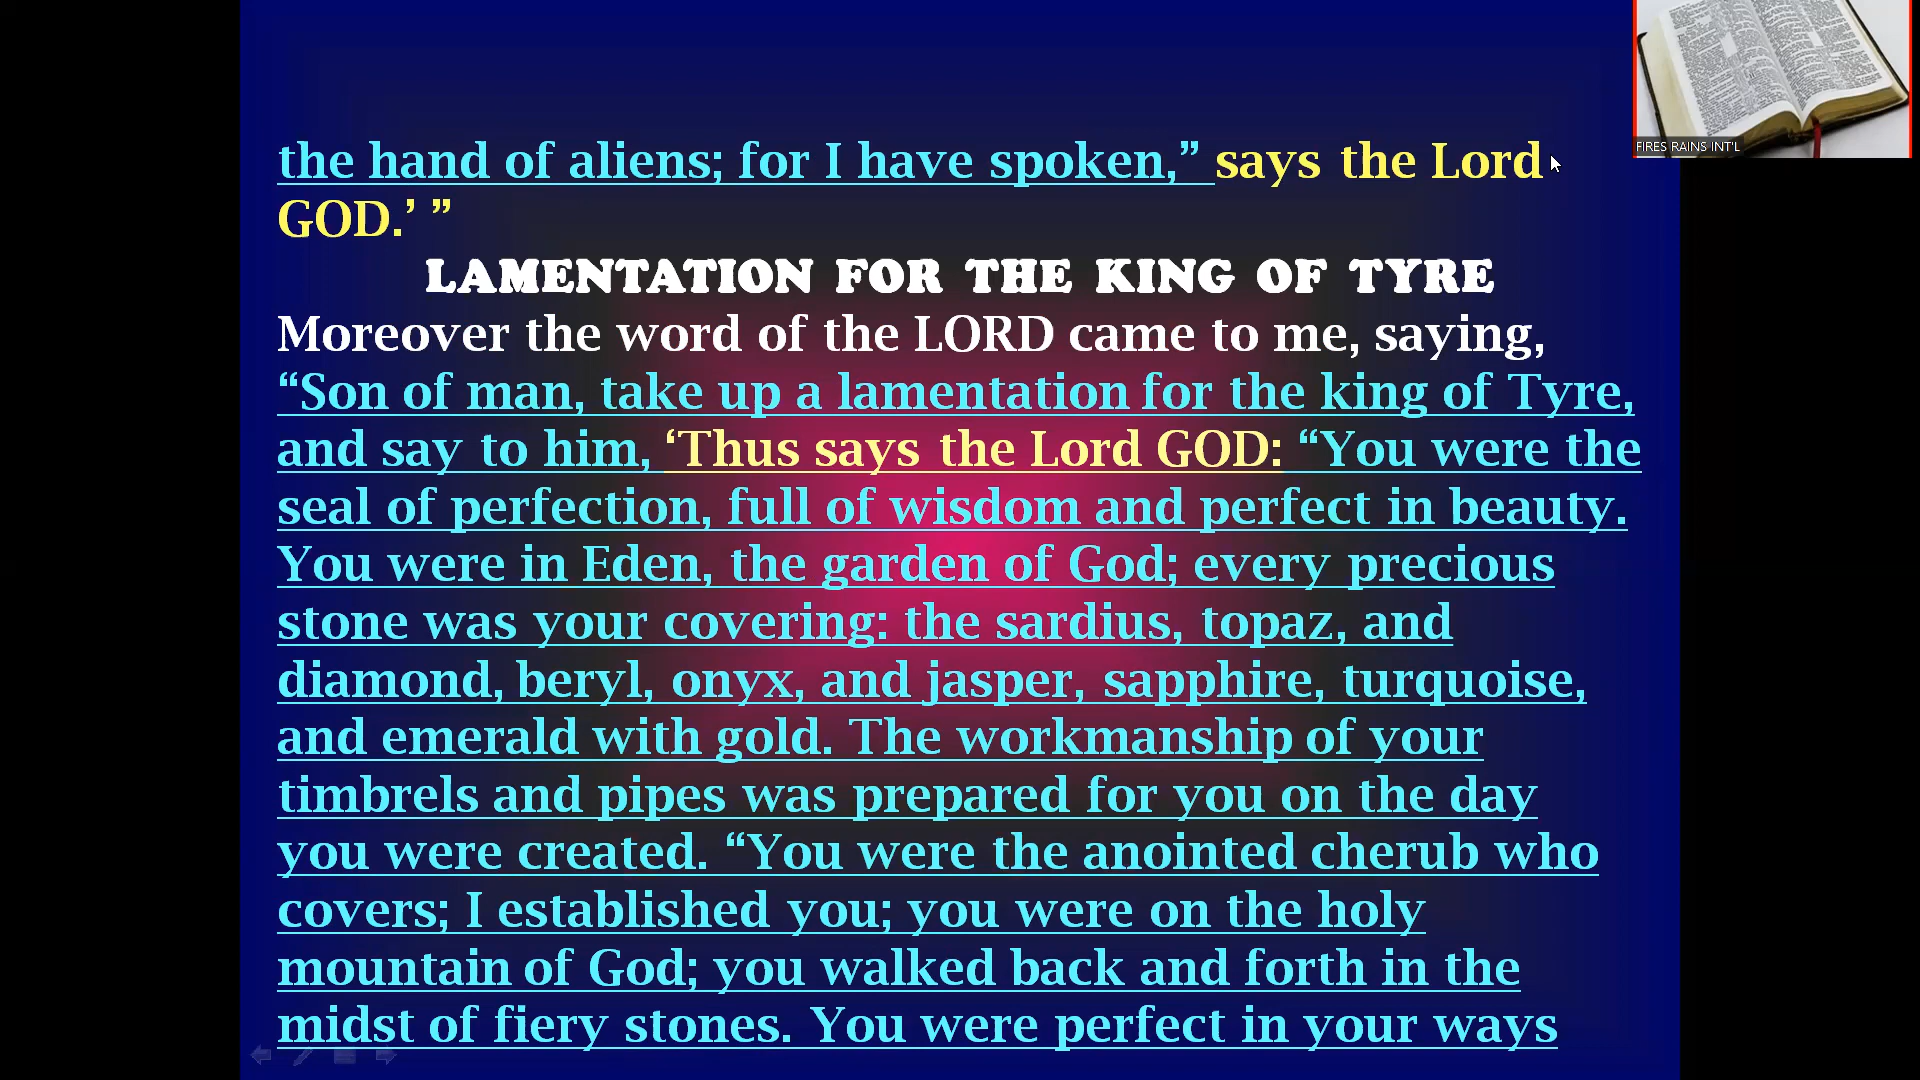 the hand of aliens; for I have spoken,” says the Lord
GOD.’ ”
LAMENTATION FOR THE KING OF TYRE
Moreover the word of the LORD came to me, saying,
“Son of man, take up a lamentation for the king of Tyre,
and say to him, ‘Thus says the Lord GOD: “You were the
seal of perfection, full of wisdom and perfect in beauty.
You were in Eden, the garden of God; every precious
stone was your covering: the sardius, topaz, and
diamond, beryl, onyx, and jasper, sapphire, turquoise,
and emerald with gold. The workmanship of your
timbrels and pipes was prepared for you on the day
you were created. “You were the anointed cherub who
covers; I established you; you were on the holy
mountain of God; you walked back and forth in the
midst of fiery stones. You were perfect in your ways
FIRES RAINS INT'L